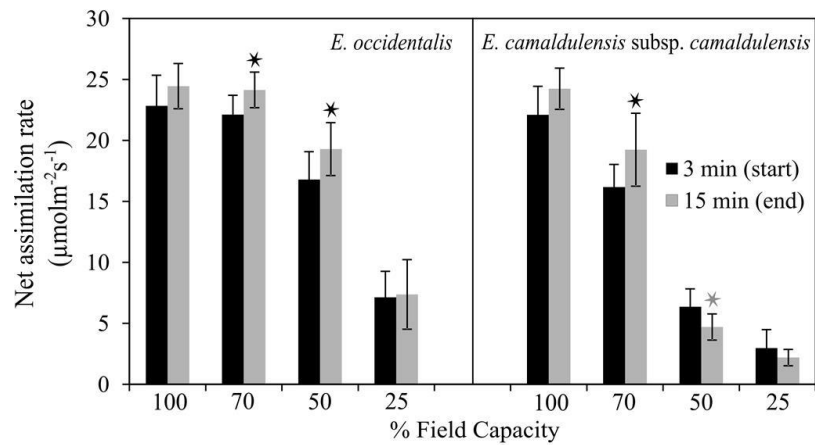 30
25
20
15
10
5
0
Net assimilation rate
(µmolm⁻²s⁻¹)
E. occidentalis
E. camaldulensis subsp. camaldulensis
3 min (start)
15 min (end)
100 70 50 25 100 70 50 25
% Field Capacity